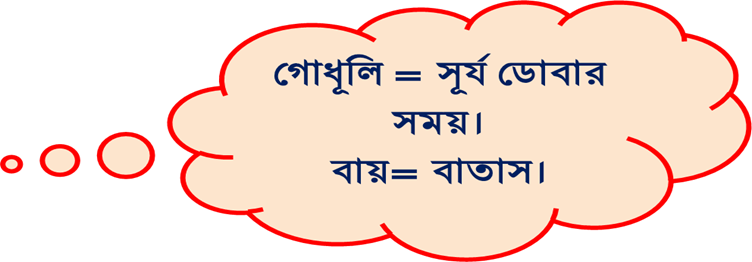 গোধূলি = সূর্য ডোবার
সময়।
বায়= বাতাস।